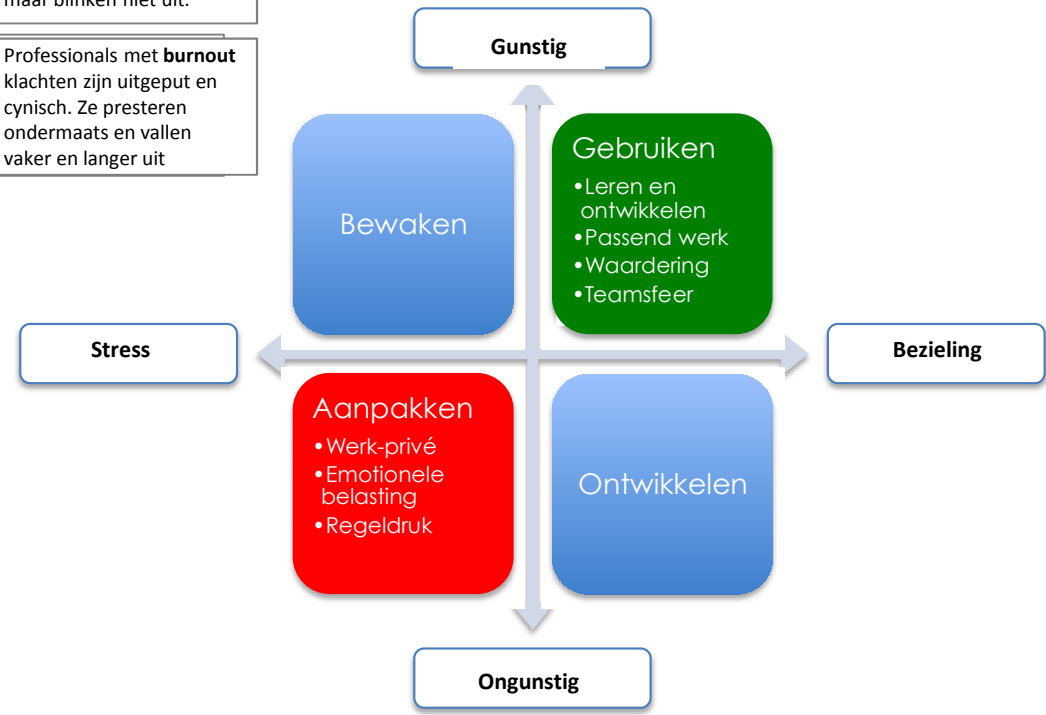 maar blinken niet uit.
Professionals met burnout
klachten zijn uitgeput en
cynisch. Ze presteren
ondermaats en vallen
vaker en langer uit
Gunstig
Bewaken
Gebruiken
•Leren en
ontwikkelen
•Passend werk
•Waardering
•Teamsfeer
Stress
Bezieling
Aanpakken
•Werk-privé
•Emotionele
belasting
•Regeldruk
Ontwikkelen
Ongunstig